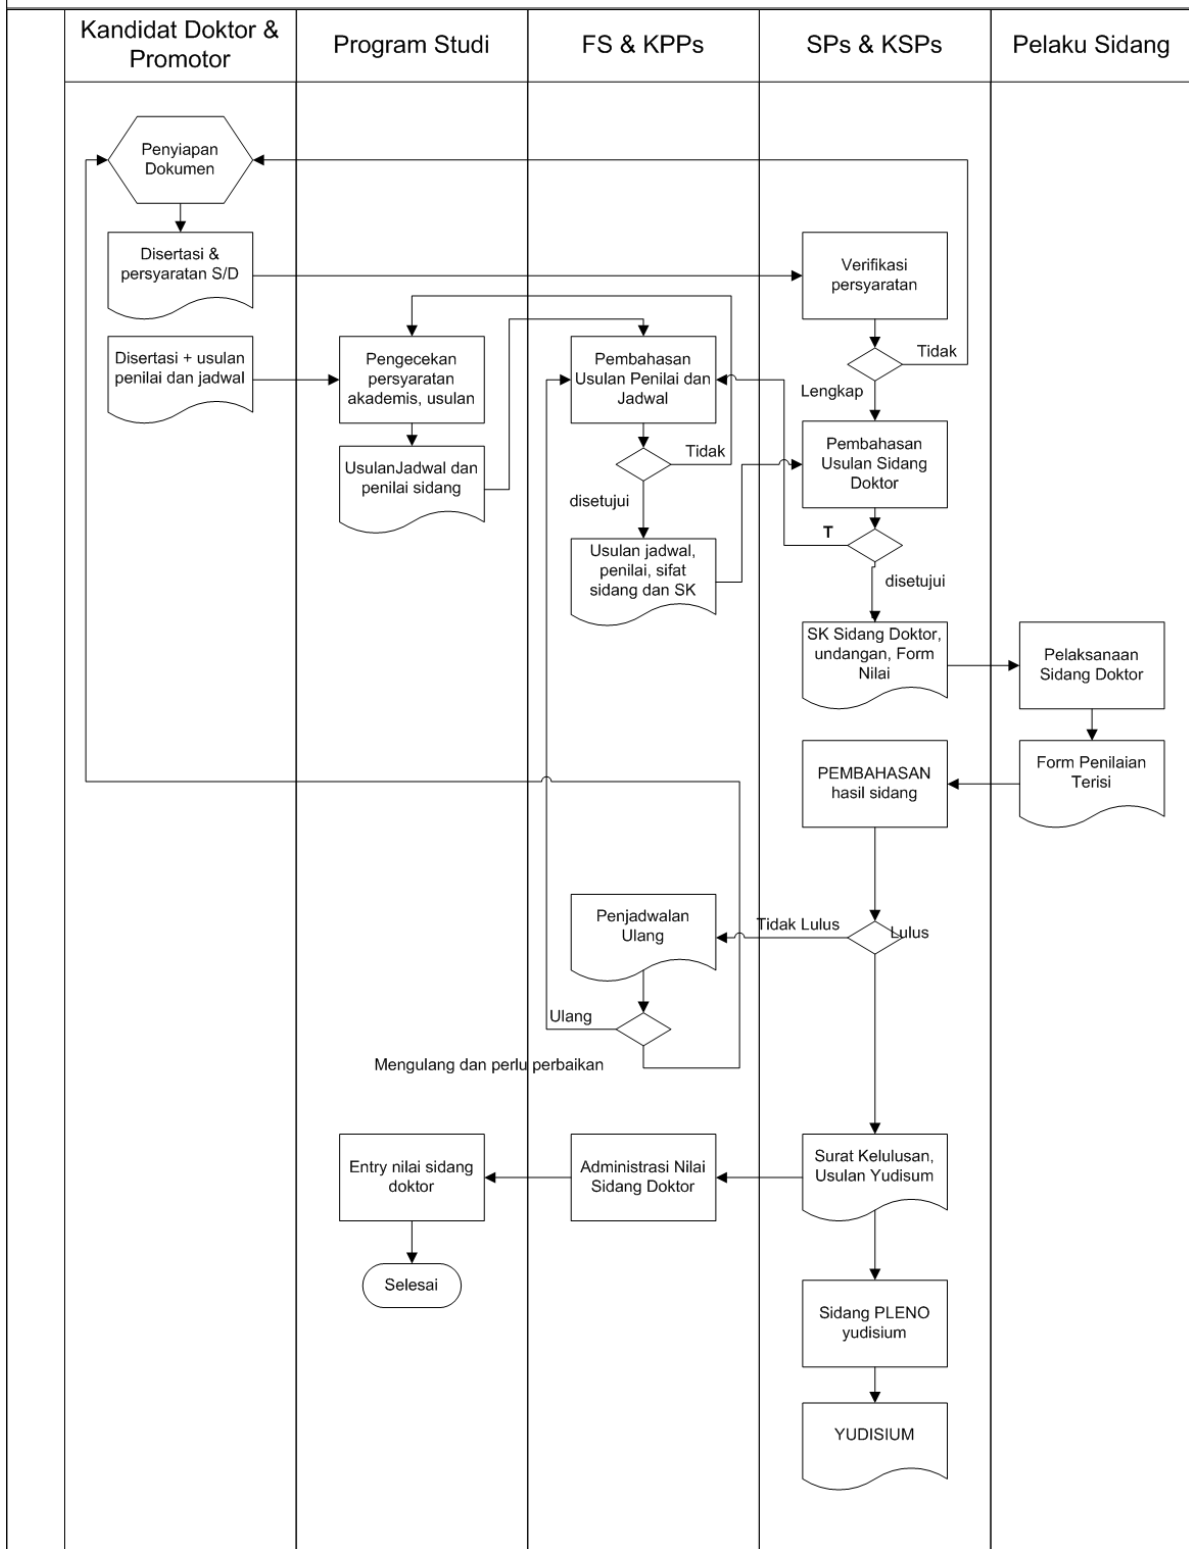 Kandidat Doktor &
Promotor
Program Studi
FS & KPPs
SPs & KSPs
Pelaku Sidang
Penyiapan
Dokumen
Disertasi &
persyaratan S/D
Verifikasi
persyaratan
Tidak
Disertasi + usulan
penilai dan jadwal
Pengecekan
persyaratan
akademis, usulan
Pembahasan
Usulan Penilai dan
Jadwal
Lengkap
Tidak
Pembahasan
Usulan Sidang
Doktor
UsulanJadwal dan
penilai sidang
disetujui
T
Usulan jadwal,
penilai, sifat
sidang dan SK
disetujui
SK Sidang Doktor,
undangan, Form
Nilai
Pelaksanaan
Sidang Doktor
PEMBAHASAN
hasil sidang
Form Penilaian
Terisi
Penjadwalan
Ulang
Tidak Lulus
Lulus
Ulang
Mengulang dan perlu perbaikan
Entry nilai sidang
doktor
Administrasi Nilai
Sidang Doktor
Surat Kelulusan,
Usulan Yudisum
Selesai
Sidang PLENO
yudisium
YUDISIUM